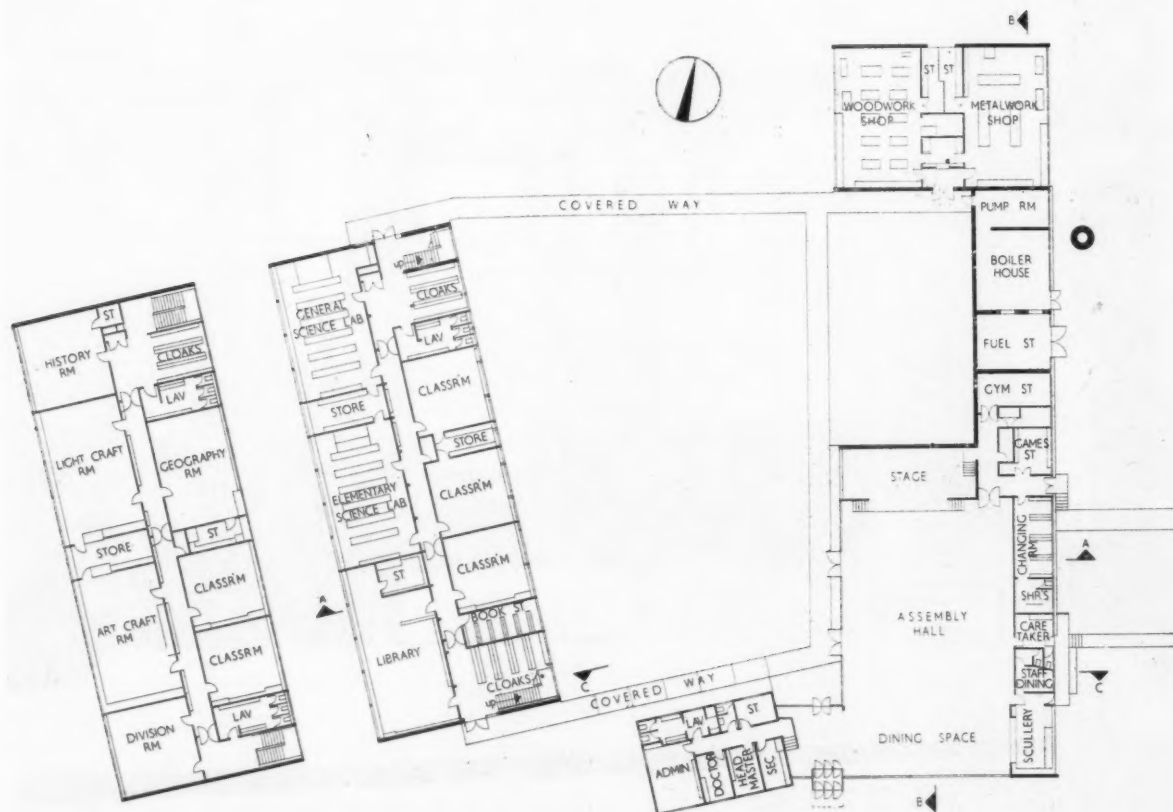 B
WOODWORK
SHOP
ST
ST
METALWORK
SHOP
COVERED WAY
PUMP RM
BOILER
HOUSE
FUEL ST
GYM ST
GAMES
ST
STAGE
CHANGING
RM
A
SHR'S
ASSEMBLY
HALL
CARE
TAKER
STAFF
DINING
C
SCULLERY
DINING SPACE
B
HISTORY
RM
ST
CLOAKS
LAV
LIGHT CRAFT
RM
GEOGRAPHY
RM
STORE
ST
CLASSR'M
ART CRAFT
RM
CLASSR'M
LAV
DIVISION
RM
up
GENERAL
SCIENCE LAB
CLOAKS
LAV
CLASSR'M
STORE
STORE
ELEMENTARY
SCIENCE LAB
CLASSR'M
ST
CLASSR'M
A
LIBRARY
BOOK ST
CLOAKS
up
C
COVERED WAY
LAV
ST
ADMIN
DOCTOR
HEAD
MASTER
SEC